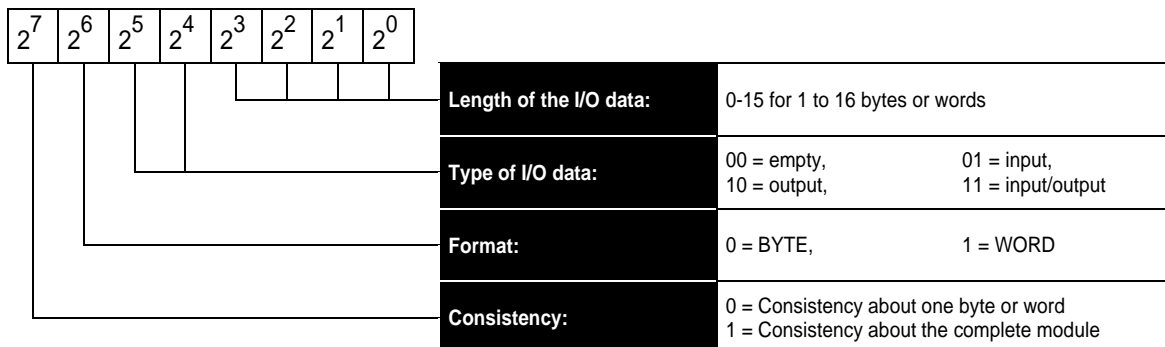 2^7 2^6 2^5 2^4 2^3 2^2 2^1 2^0
Length of the I/O data: 0-15 for 1 to 16 bytes or words
Type of I/O data: 00 = empty, 01 = input,
10 = output, 11 = input/output
Format: 0 = BYTE, 1 = WORD
Consistency: 0 = Consistency about one byte or word
1 = Consistency about the complete module